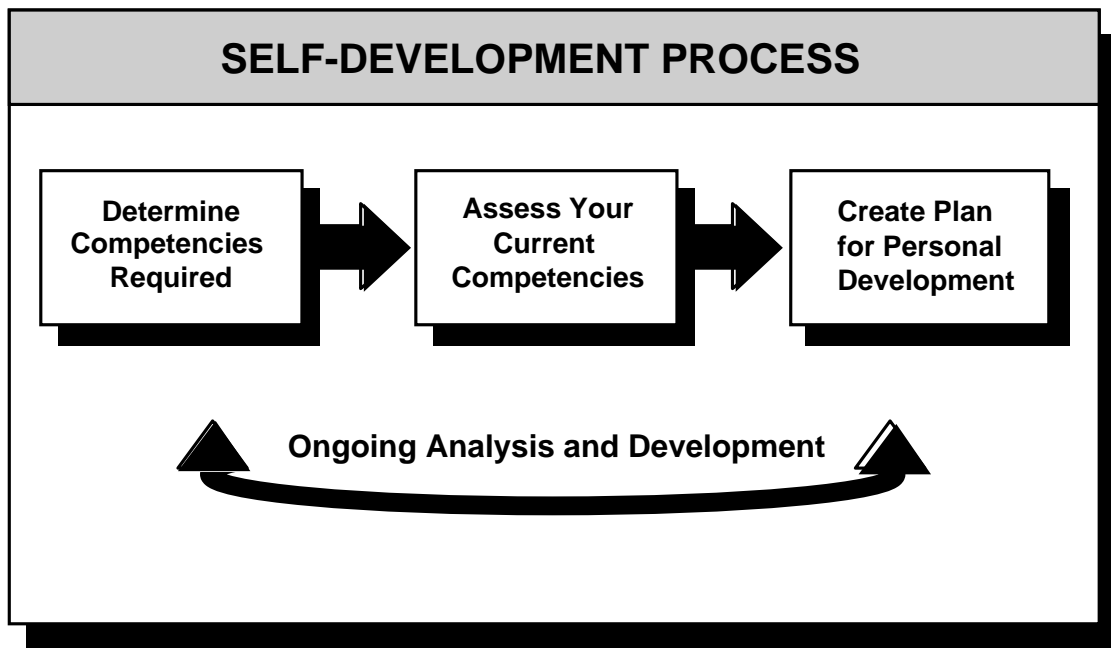 SELF-DEVELOPMENT PROCESS
Determine
Competencies
Required
Assess Your
Current
Competencies
Create Plan
for Personal
Development
Ongoing Analysis and Development